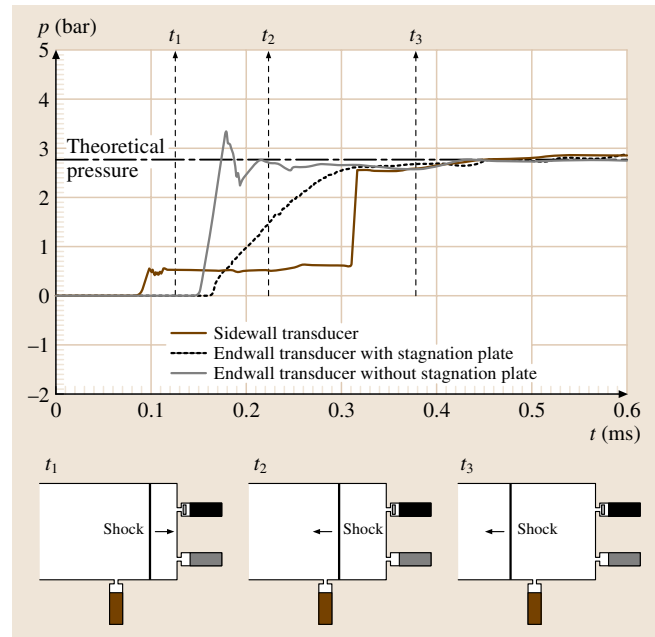 p (bar)
t1
t2
t3
5
4
3
2
1
0
−1
−2
Theoretical
pressure
Sidewall transducer
Endwall transducer with stagnation plate
Endwall transducer without stagnation plate
0
0.1
0.2
0.3
0.4
0.5
0.6
t (ms)
t1
t2
t3
Shock
Shock
Shock